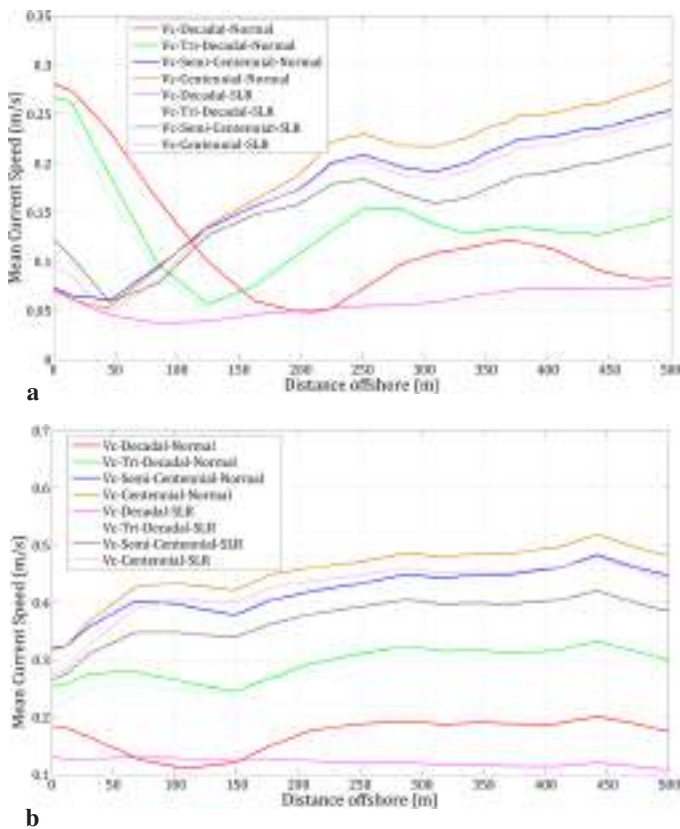 0.35
0.3
0.25
0.2
0.15
0.1
0.05
0
Mean Current Speed [m/s]
Vc-Decadal-Normal
Vc-Tri-Decadal-Normal
Vc-Semi-Centennial-Normal
Vc-Centennial-Normal
Vc-Decadal-SLR
Vc-Tri-Decadal-SLR
Vc-Semi-Centennial-SLR
Vc-Centennial-SLR
0 50 100 150 200 250 300 350 400 450 500
Distance offshore [m]
a
0.7
0.6
0.5
0.4
0.3
0.2
0.1
Mean Current Speed [m/s]
Vc-Decadal-Normal
Vc-Tri-Decadal-Normal
Vc-Semi-Centennial-Normal
Vc-Centennial-Normal
Vc-Decadal-SLR
Vc-Tri-Decadal-SLR
Vc-Semi-Centennial-SLR
Vc-Centennial-SLR
0 50 100 150 200 250 300 350 400 450 500
Distance offshore [m]
b